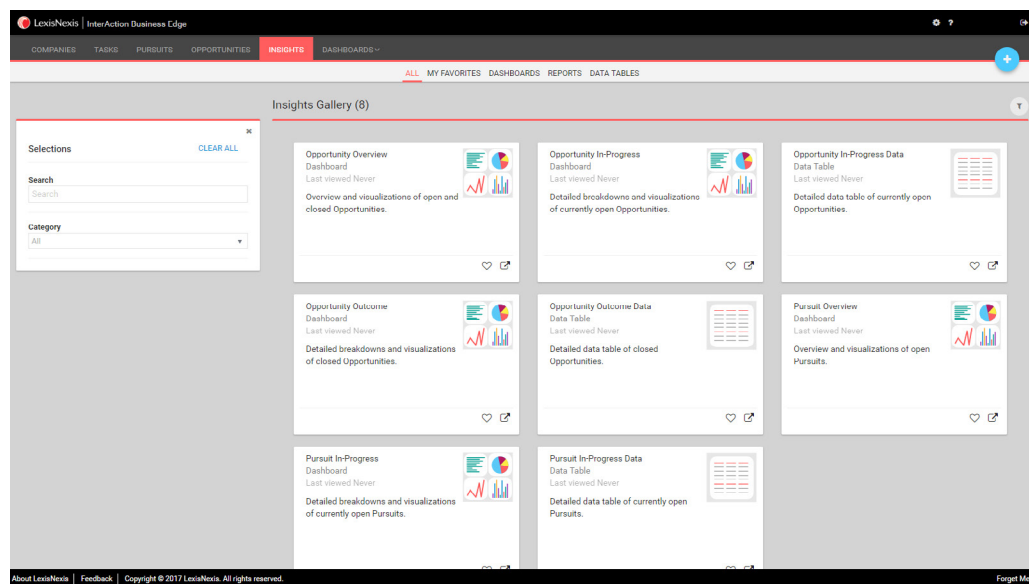 LexisNexis | InterAction Business Edge
?
COMPANIES TASKS PURSUITS OPPORTUNITIES INSIGHTS DASHBOARDS
+
ALL MY FAVORITES DASHBOARDS REPORTS DATA TABLES
Insights Gallery (8)
Selections CLEAR ALL
Search
Search
Category
All
Opportunity Overview
Dashboard
Last viewed Never
Overview and visualizations of open and
closed Opportunities.
Opportunity In-Progress
Dashboard
Last viewed Never
Detailed breakdowns and visualizations
of currently open Opportunities.
Opportunity In-Progress Data
Data Table
Last viewed Never
Detailed data table of currently open
Opportunities.
Opportunity Outcome
Dashboard
Last viewed Never
Detailed breakdowns and visualizations
of closed Opportunities.
Opportunity Outcome Data
Data Table
Last viewed Never
Detailed data table of closed
Opportunities.
Pursuit Overview
Dashboard
Last viewed Never
Overview and visualizations of open
Pursuits.
Pursuit In-Progress
Dashboard
Last viewed Never
Detailed breakdowns and visualizations
of currently open Pursuits.
Pursuit In-Progress Data
Data Table
Last viewed Never
Detailed data table of currently open
Pursuits.
About LexisNexis | Feedback | Copyright © 2017 LexisNexis. All rights reserved. Forget Me